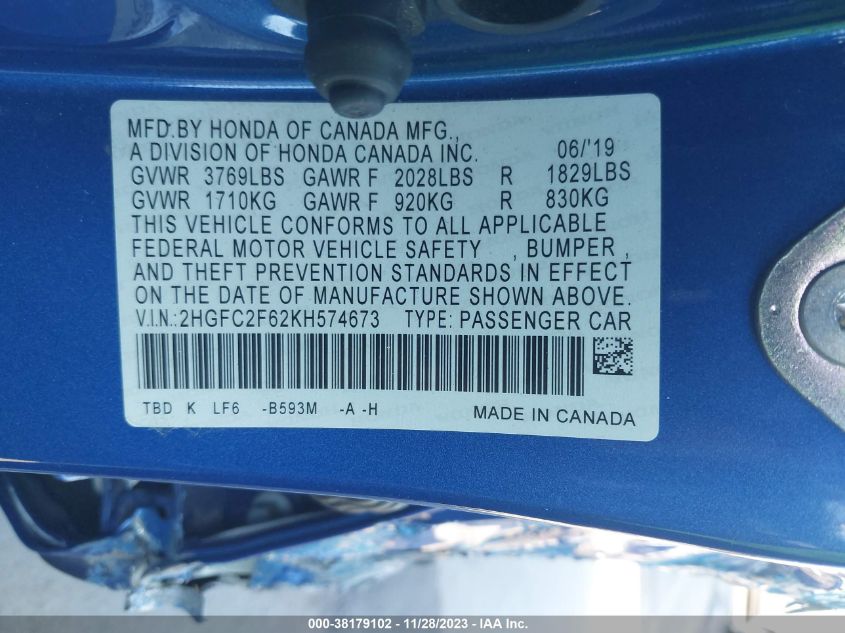 MFD.BY HONDA OF CANADA MFG.,
A DIVISION OF HONDA CANADA INC. 06/'19
GVWR 3769LBS GAWR F 2028LBS R 1829LBS
GVWR 1710KG GAWR F 920KG R 830KG
THIS VEHICLE CONFORMS TO ALL APPLICABLE
FEDERAL MOTOR VEHICLE SAFETY , BUMPER ,
AND THEFT PREVENTION STANDARDS IN EFFECT
ON THE DATE OF MANUFACTURE SHOWN ABOVE.
V.I.N.:2HGFC2F62KH574673 TYPE: PASSENGER CAR
TBD K LF6 -B593M -A -H MADE IN CANADA
000-38179102 - 11/28/2023 - IAA Inc.